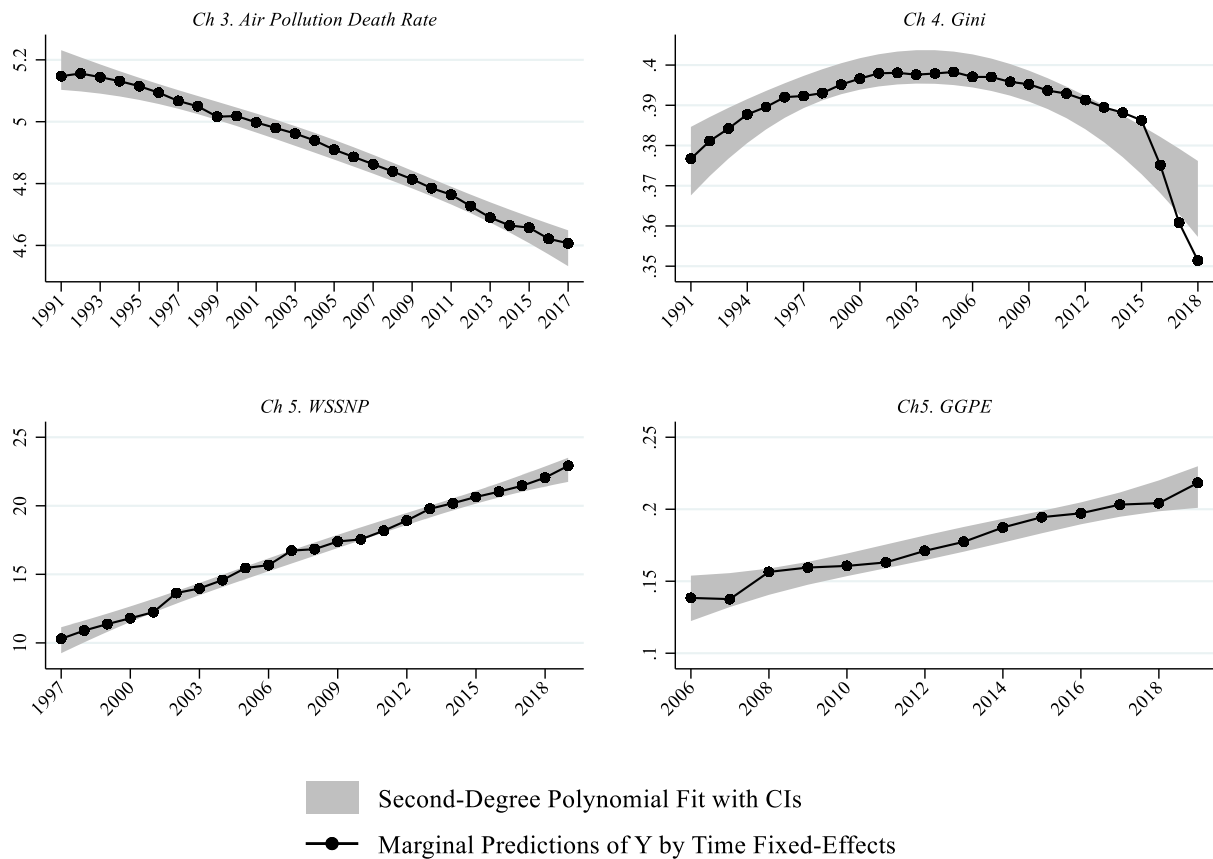 Ch 3. Air Pollution Death Rate
5.2
5
4.8
4.6
1991 1993 1995 1997 1999 2001 2003 2005 2007 2009 2011 2013 2015 2017
Ch 4. Gini
.4
.39
.38
.37
.36
.35
1991 1994 1997 2000 2003 2006 2009 2012 2015 2018
Ch 5. WSSNP
25
20
15
10
1997 2000 2003 2006 2009 2012 2015 2018
Ch5. GGPE
.25
.2
.15
.1
2006 2008 2010 2012 2014 2016 2018
Second-Degree Polynomial Fit with CIs
Marginal Predictions of Y by Time Fixed-Effects